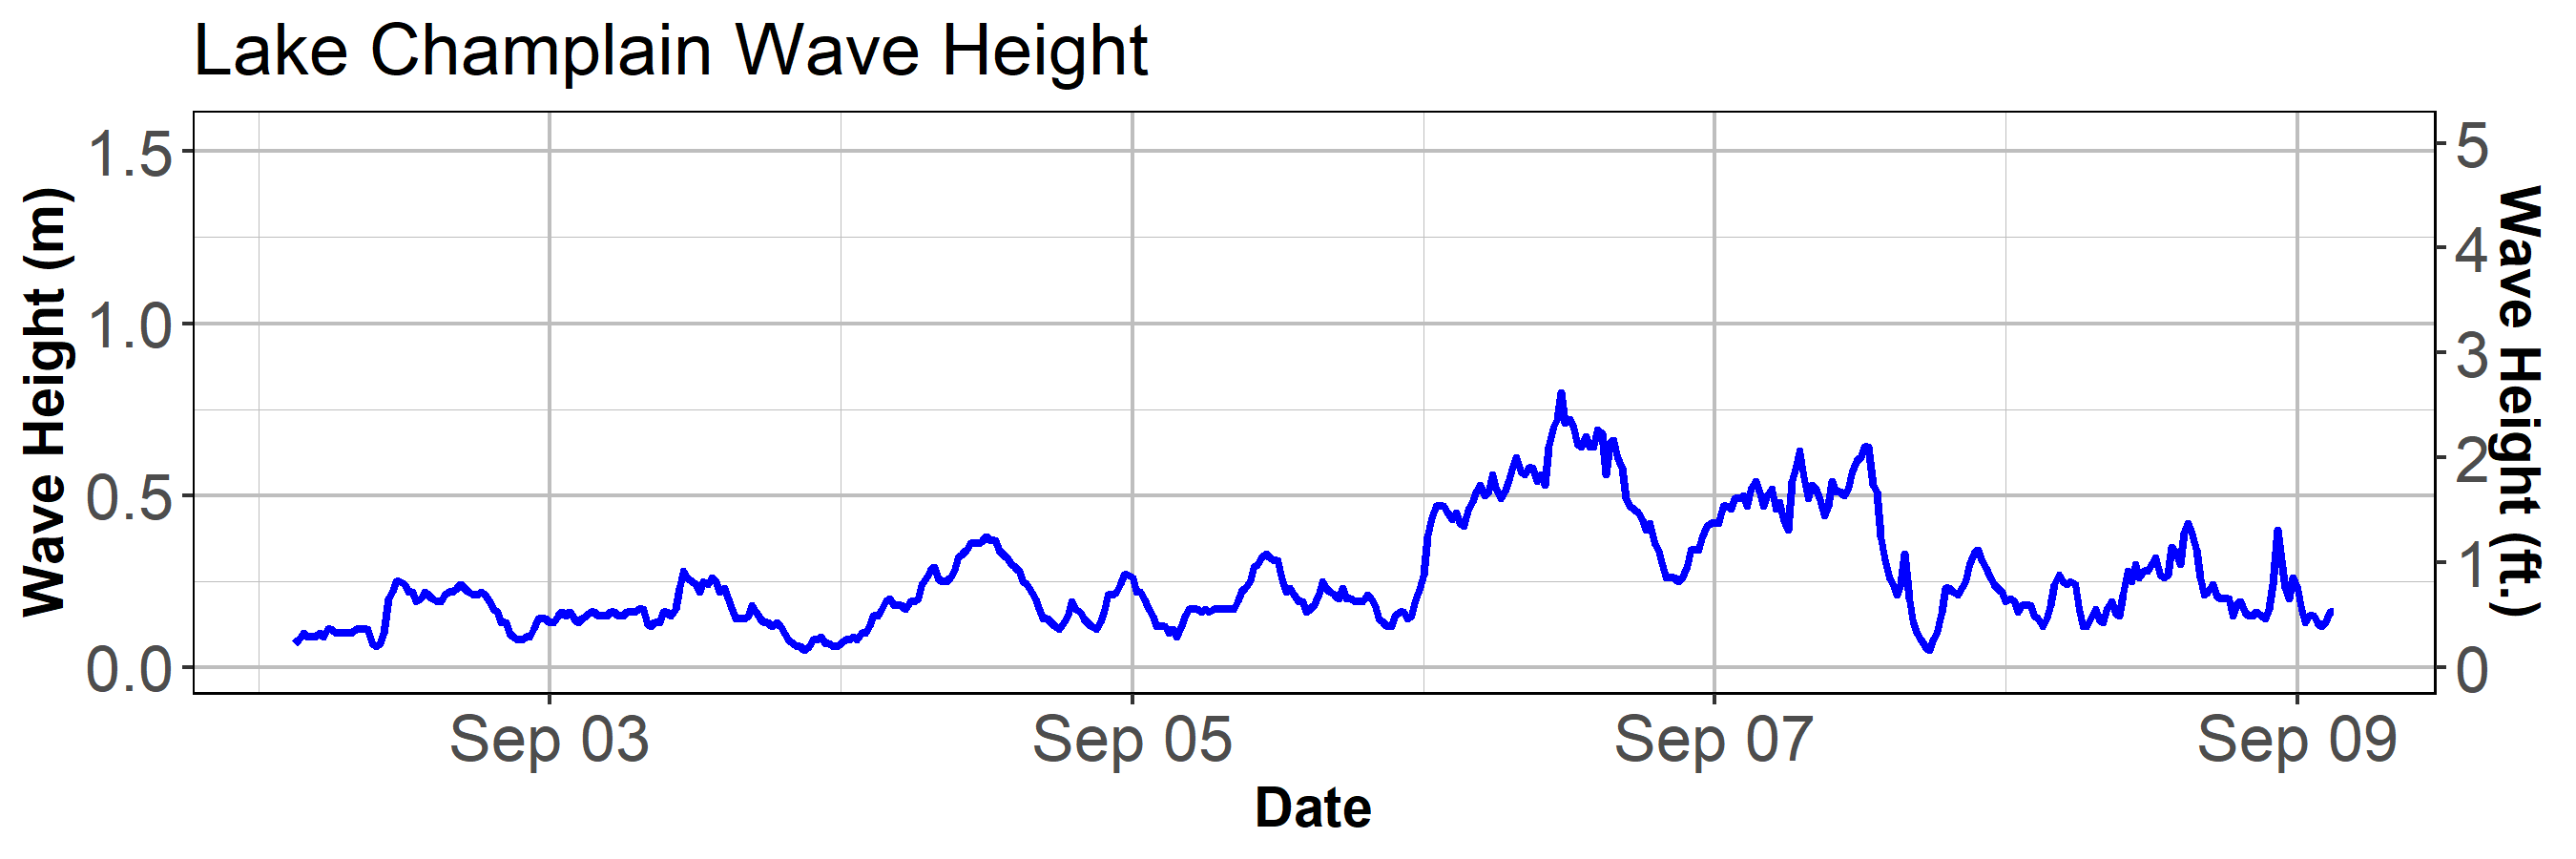 Lake Champlain Wave Height
Wave Height (m)
1.5
1.0
0.5
0.0
5
4
3
2
1
0
Wave Height (ft.)
Sep 03
Sep 05
Sep 07
Sep 09
Date